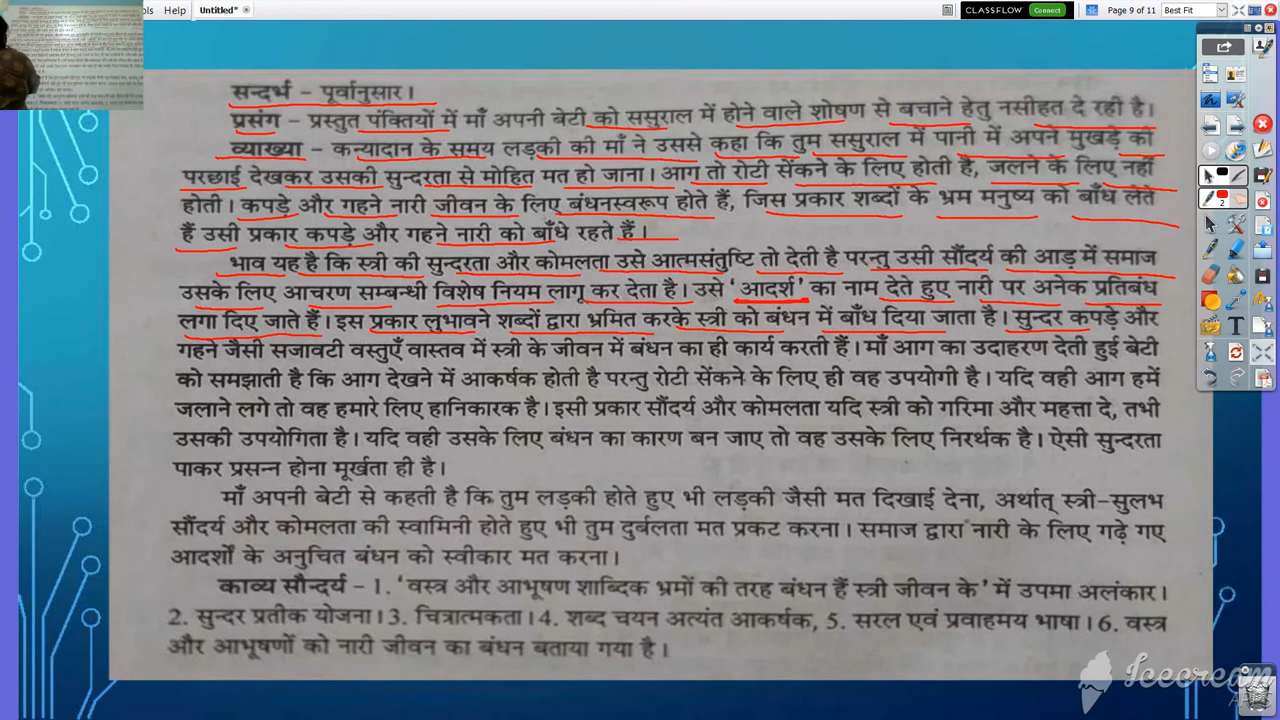 tols Layout Help Untitled* CLASSFLOW Connect Page 9 of 11 Best Fit
सन्दर्भ – पूर्वानुसार।
प्रसंग – प्रस्तुत पंक्तियों में माँ अपनी बेटी को ससुराल में होने वाले शोषण से बचाने हेतु नसीहत दे रही है।
व्याख्या – कन्यादान के समय लड़की की माँ ने उससे कहा कि तुम ससुराल में पानी में अपने मुखड़े की
परछाई देखकर उसकी सुन्दरता से मोहित मत हो जाना। आग तो रोटी सेंकने के लिए होती है, जलने के लिए नहीं
होती। कपड़े और गहने नारी जीवन के लिए बंधनस्वरूप होते हैं, जिस प्रकार शब्दों के भ्रम मनुष्य को बाँध लेते
हैं उसी प्रकार कपड़े और गहने नारी को बाँधे रहते हैं।
भाव यह है कि स्त्री की सुन्दरता और कोमलता उसे आत्मसंतुष्टि तो देती है परन्तु उसी सौंदर्य की आड़ में समाज
उसके लिए आचरण सम्बन्धी विशेष नियम लागू कर देता है। उसे ‘आदर्श’ का नाम देते हुए नारी पर अनेक प्रतिबंध
लगा दिए जाते हैं। इस प्रकार लुभावने शब्दों द्वारा भ्रमित करके स्त्री को बंधन में बाँध दिया जाता है। सुन्दर कपड़े और
गहने जैसी सजावटी वस्तुएँ वास्तव में स्त्री के जीवन में बंधन का ही कार्य करती हैं। माँ आग का उदाहरण देती हुई बेटी
को समझाती है कि आग देखने में आकर्षक होती है परन्तु रोटी सेंकने के लिए ही वह उपयोगी है। यदि वही आग हमें
जलाने लगे तो वह हमारे लिए हानिकारक है। इसी प्रकार सौंदर्य और कोमलता यदि स्त्री को गरिमा और महत्ता दे, तभी
उसकी उपयोगिता है। यदि वही उसके लिए बंधन का कारण बन जाए तो वह उसके लिए निरर्थक है। ऐसी सुन्दरता
पाकर प्रसन्न होना मूर्खता ही है।
माँ अपनी बेटी से कहती है कि तुम लड़की होते हुए भी लड़की जैसी मत दिखाई देना, अर्थात् स्त्री–सुलभ
सौंदर्य और कोमलता की स्वामिनी होते हुए भी तुम दुर्बलता मत प्रकट करना। समाज द्वारा नारी के लिए गढ़े गए
आदर्शों के अनुचित बंधन को स्वीकार मत करना।
काव्य सौन्दर्य – 1. ‘वस्त्र और आभूषण शाब्दिक भ्रमों की तरह बंधन हैं स्त्री जीवन के’ में उपमा अलंकार।
2. सुन्दर प्रतीक योजना। 3. चित्रात्मकता। 4. शब्द चयन अत्यंत आकर्षक, 5. सरल एवं प्रवाहमय भाषा। 6. वस्त्र
और आभूषणों को नारी जीवन का बंधन बताया गया है।
2
T
Icecream
APPS